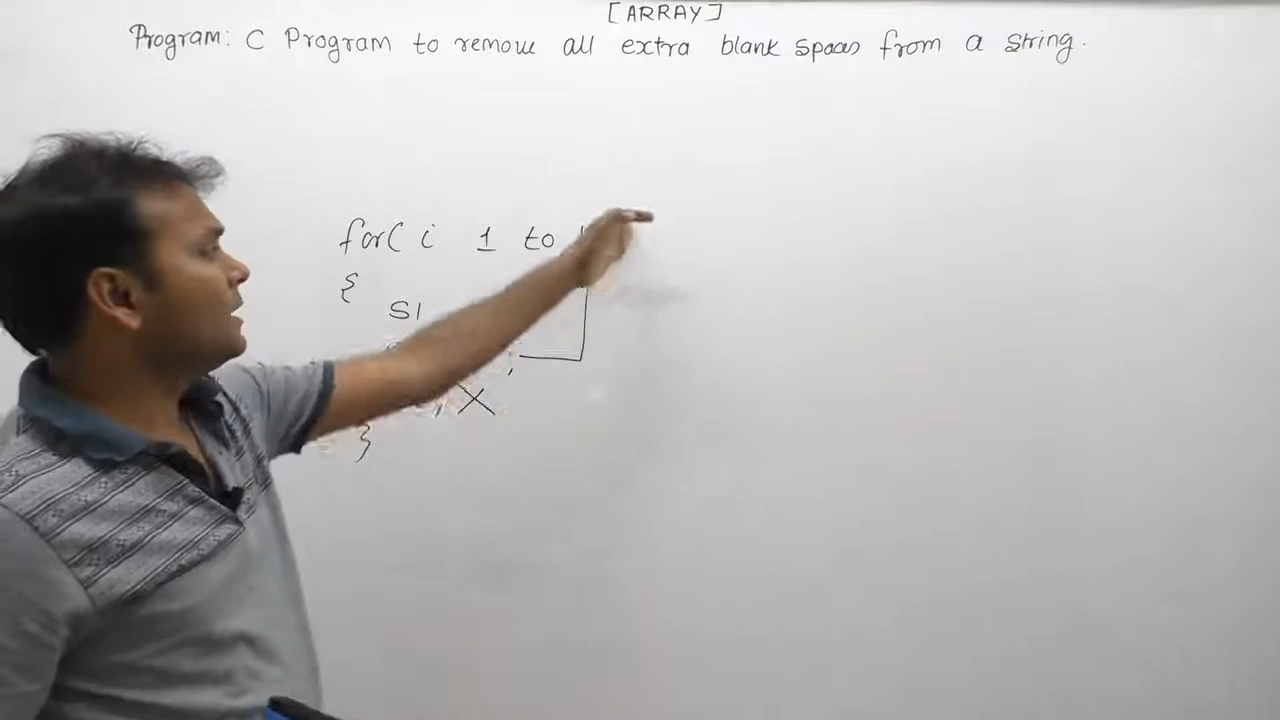 [ARRAY]
Program: C Program to remove all extra blank spaces from a string.
for( i 1 to
{
S1
, X ,
}